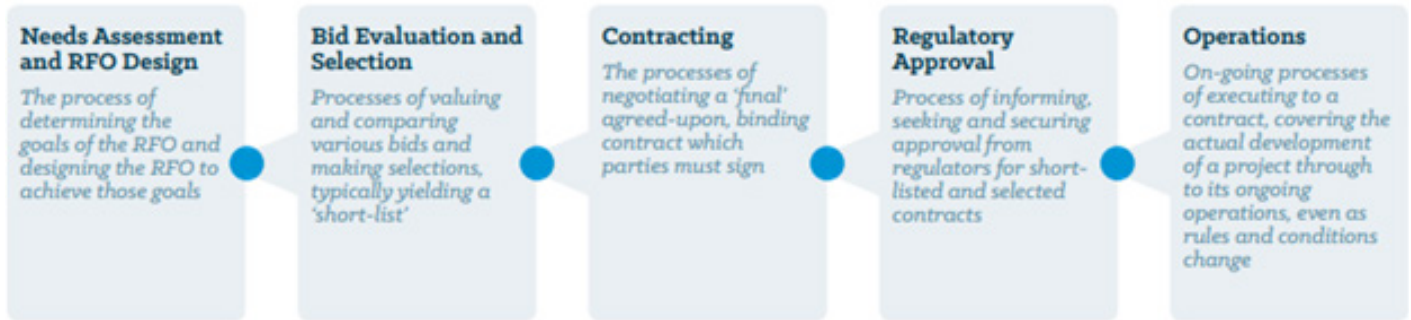 Needs Assessment
and RFO Design
The process of
determining the
goals of the RFO and
designing the RFO to
achieve those goals
Bid Evaluation and
Selection
Processes of valuing
and comparing
various bids and
making selections,
typically yielding a
‘short-list’
Contracting
The processes of
negotiating a ‘final’
agreed-upon, binding
contract which
parties must sign
Regulatory
Approval
Process of informing,
seeking and securing
approval from
regulators for short-
listed and selected
contracts
Operations
On-going processes
of executing to a
contract, covering the
actual development
of a project through
to its ongoing
operations, even as
rules and conditions
change